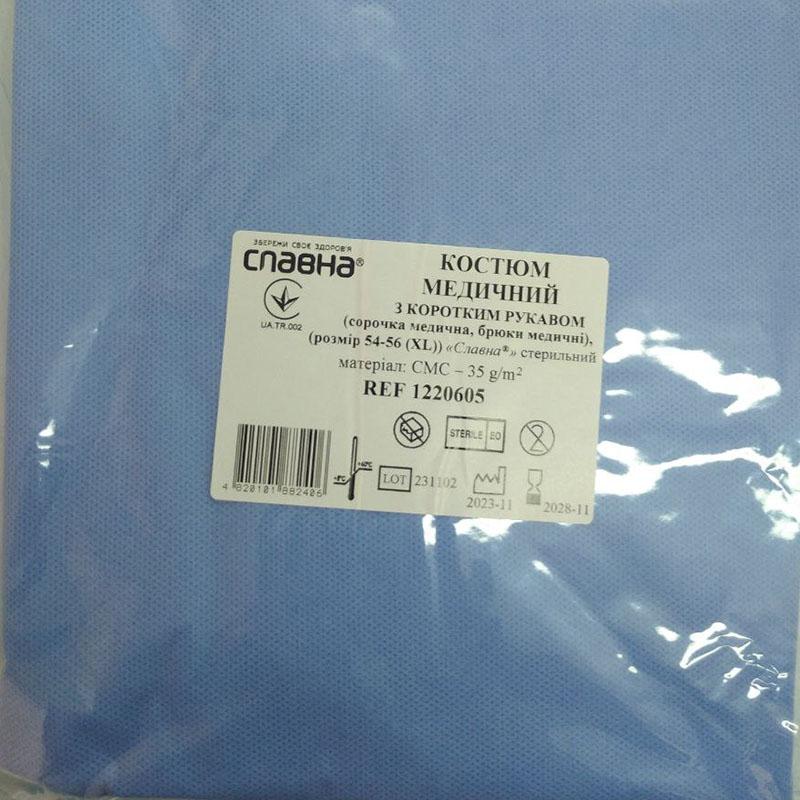 ЗБЕРЕЖИ СВОЄ ЗДОРОВ'Я
СЛАВНА®
UA.TR.002
КОСТЮМ
МЕДИЧНИЙ
З КОРОТКИМ РУКАВОМ
(сорочка медична, брюки медичні),
(розмір 54-56 (XL)) «Славна®» стерильний
матеріал: СМС – 35 g/m²
REF 1220605
STERILE EO
2
4 820101 882406
+40°C
LOT 231102
2023-11
2028-11